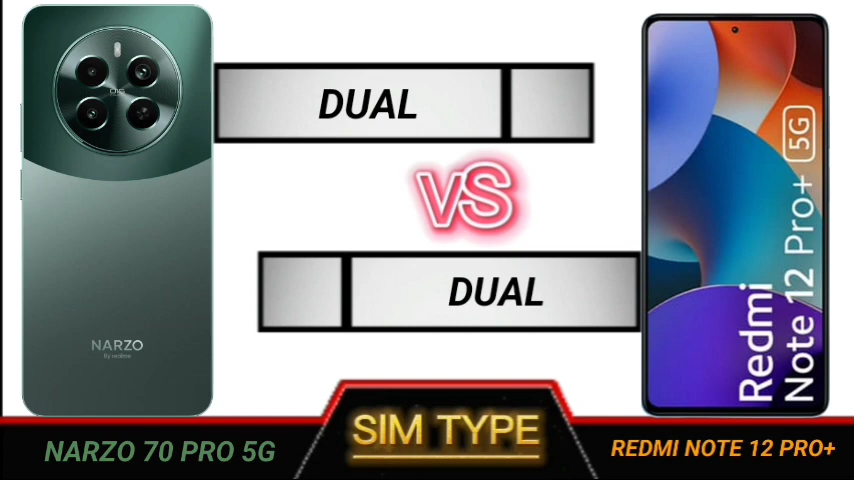 DUAL
VS
DUAL
NARZO
By realme
Redmi
Note 12 Pro+ 5G
SIM TYPE
NARZO 70 PRO 5G
REDMI NOTE 12 PRO+